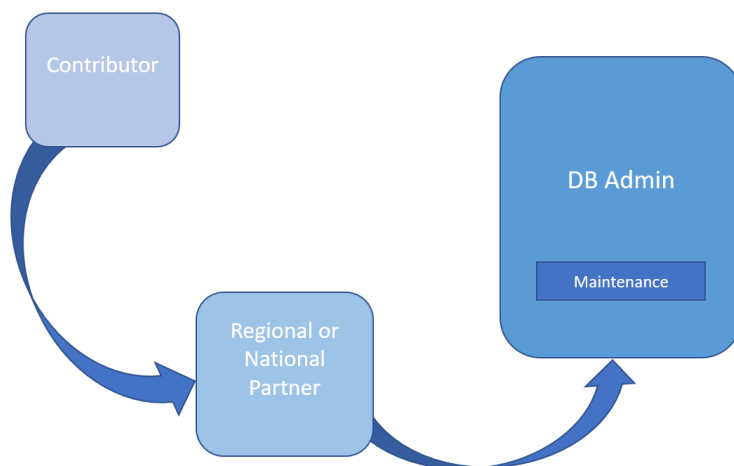 Contributor
DB Admin
Maintenance
Regional or
National
Partner